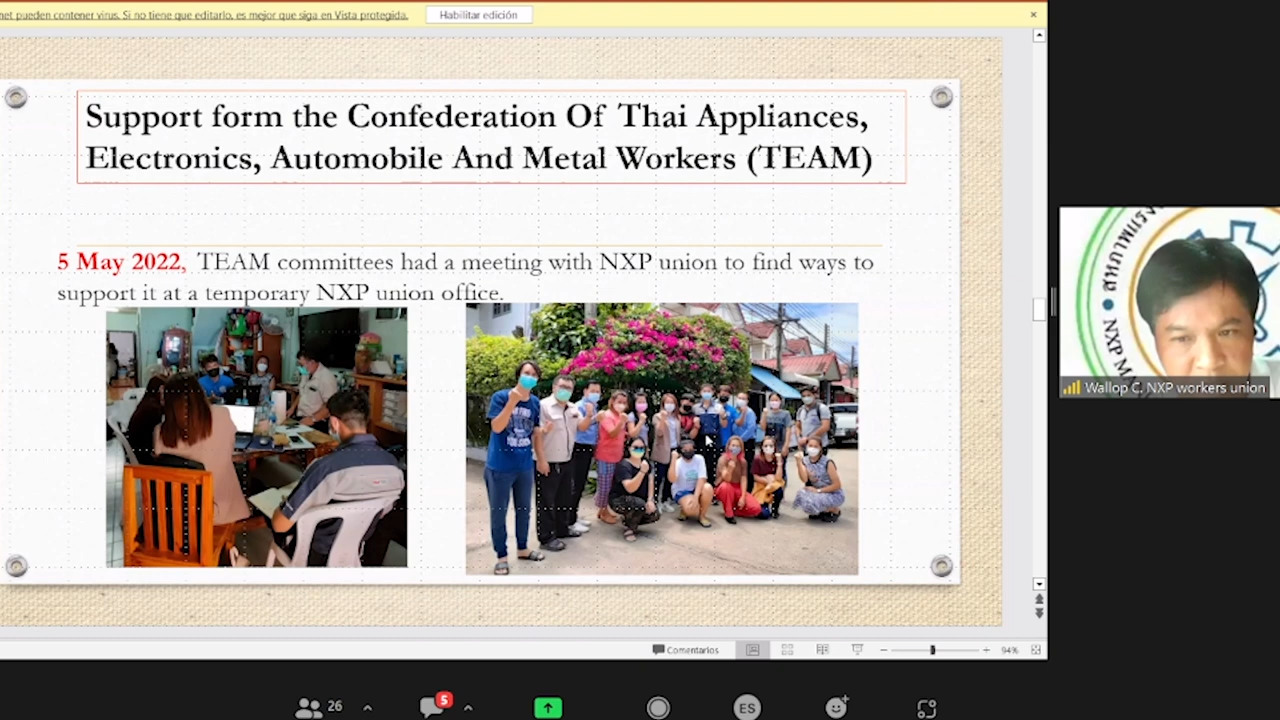 net pueden contener virus. Si no tiene que editarlo, es mejor que siga en Vista protegida.
Habilitar edición
Support form the Confederation Of Thai Appliances,
Electronics, Automobile And Metal Workers (TEAM)
5 May 2022, TEAM committees had a meeting with NXP union to find ways to
support it at a temporary NXP union office.
NXP
Wallop C. NXP workers union
Comentarios
94%
26
5
ES